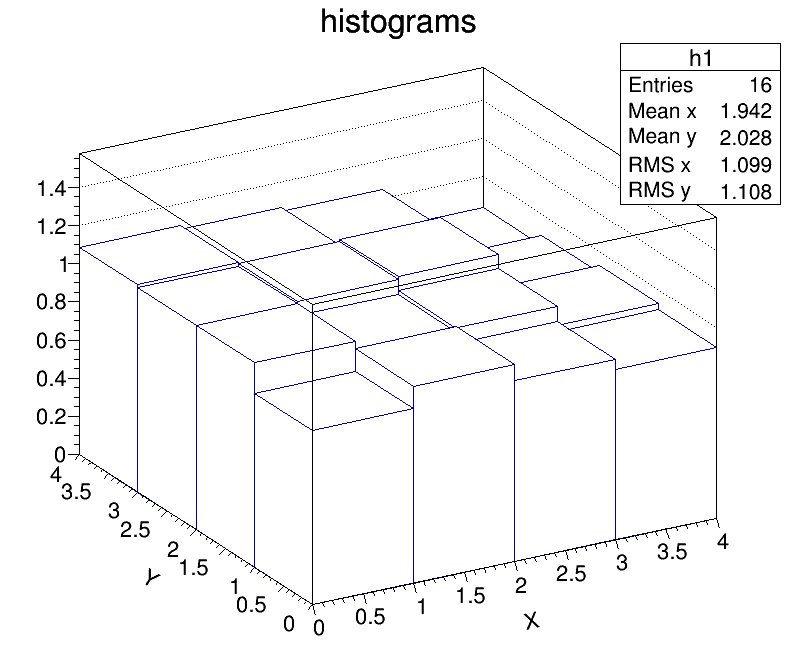 histograms
h1
Entries 16
Mean x 1.942
Mean y 2.028
RMS x 1.099
RMS y 1.108
1.4
1.2
1
0.8
0.6
0.4
0.2
0
4
3.5
3
2.5
2
1.5
1
0.5
0
Y
0
0.5
1
1.5
2
2.5
3
3.5
4
X